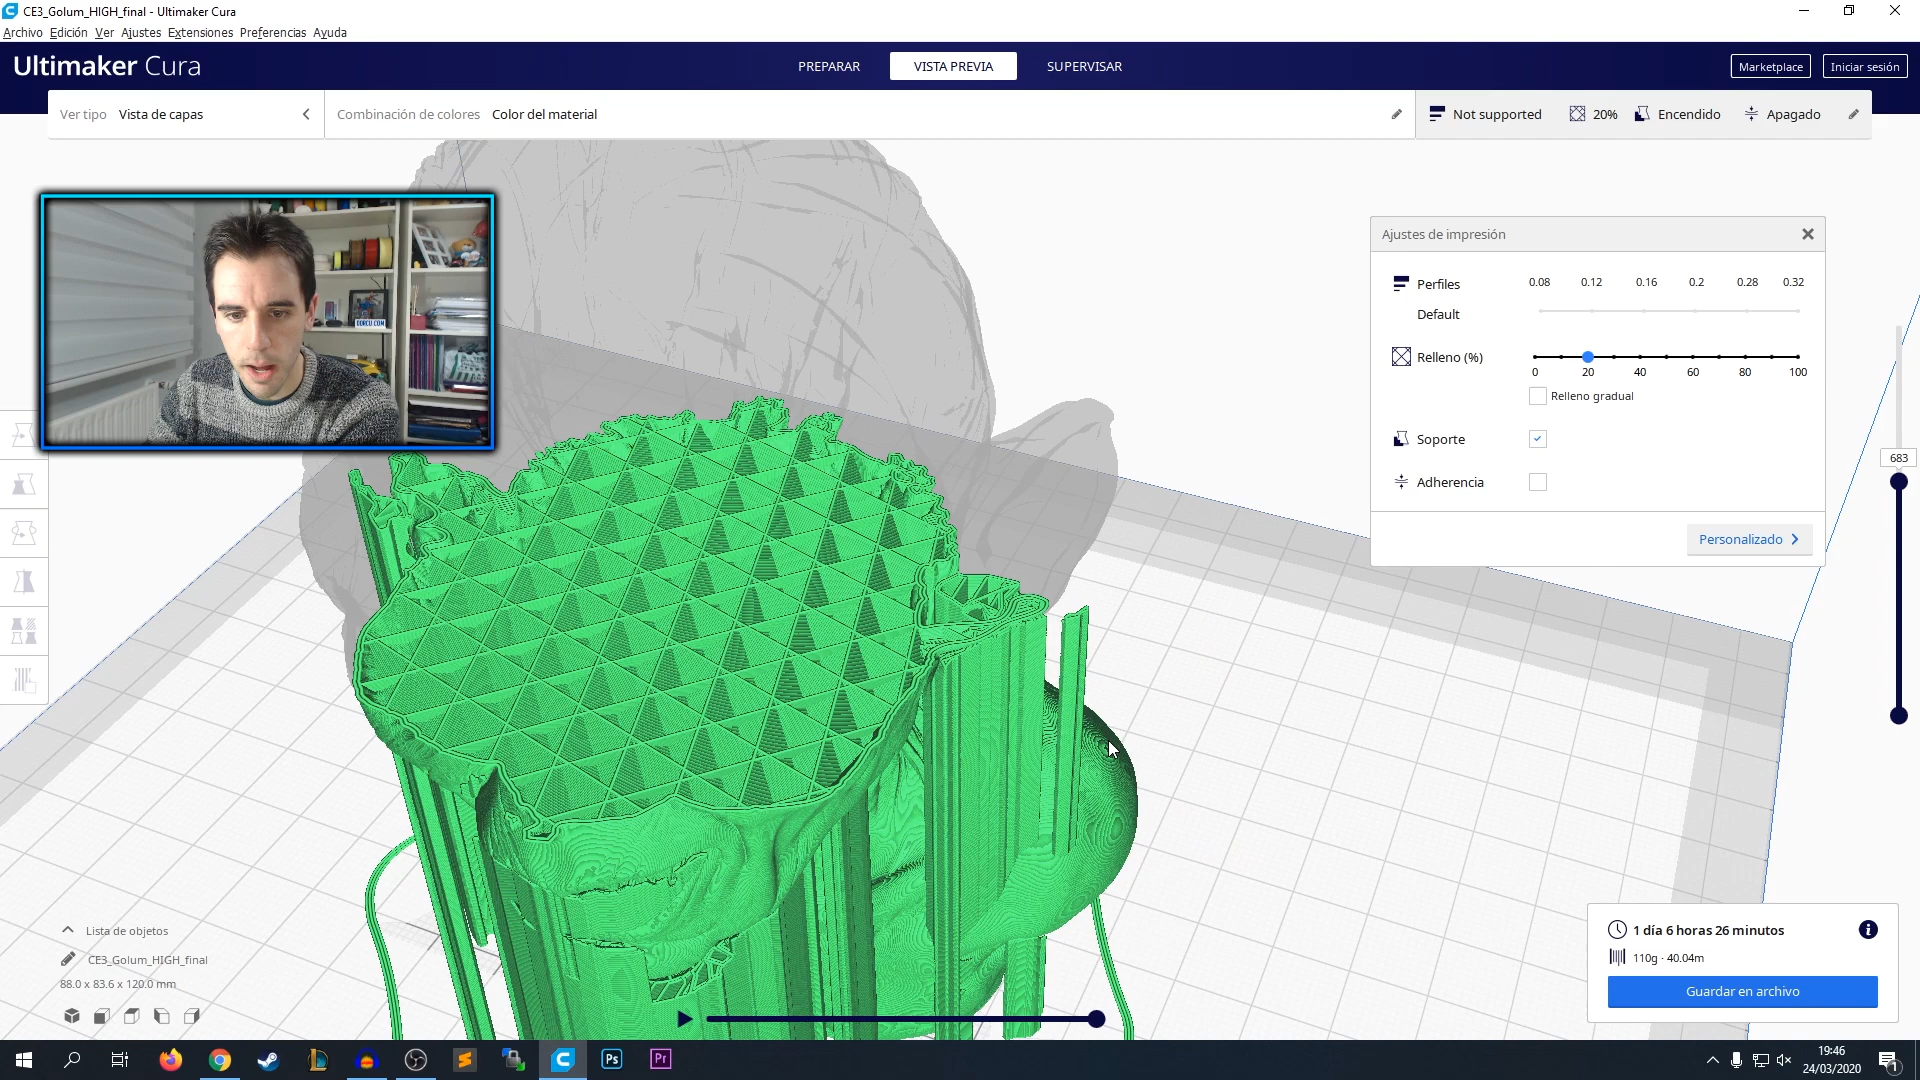 CE3_Golum_HIGH_final - Ultimaker Cura
Archivo Edición Ver Ajustes Extensiones Preferencias Ayuda
Ultimaker Cura
PREPARAR VISTA PREVIA SUPERVISAR
Marketplace Iniciar sesión
Ver tipo Vista de capas
Combinación de colores Color del material
Not supported 20% Encendido Apagado
Ajustes de impresión
Perfiles 0.08 0.12 0.16 0.2 0.28 0.32
Default
Relleno (%)
0 20 40 60 80 100
Relleno gradual
Soporte
Adherencia
Personalizado
683
Lista de objetos
CE3_Golum_HIGH_final
88.0 x 83.6 x 120.0 mm
1 día 6 horas 26 minutos
110g · 40.04m
Guardar en archivo
Ps
Pr
19:46
24/03/2020
1